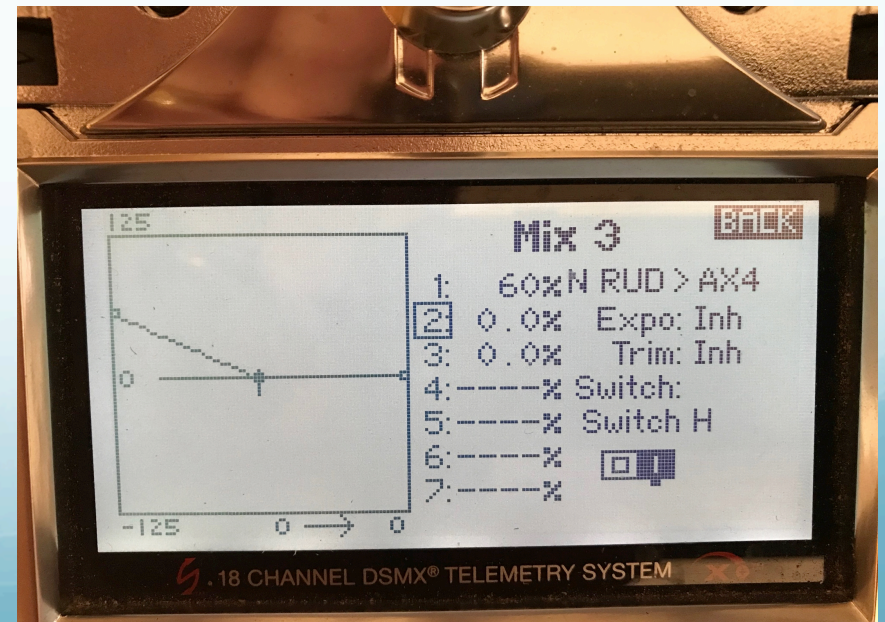 125
Mix 3
BACK
1: 60% N RUD > AX4
2: 0.0% Expo: Inh
3: 0.0% Trim: Inh
4:-----% Switch:
5:-----% Switch H
6:-----%
7:-----%
0
-125 0 → 0
.18 CHANNEL DSMX® TELEMETRY SYSTEM